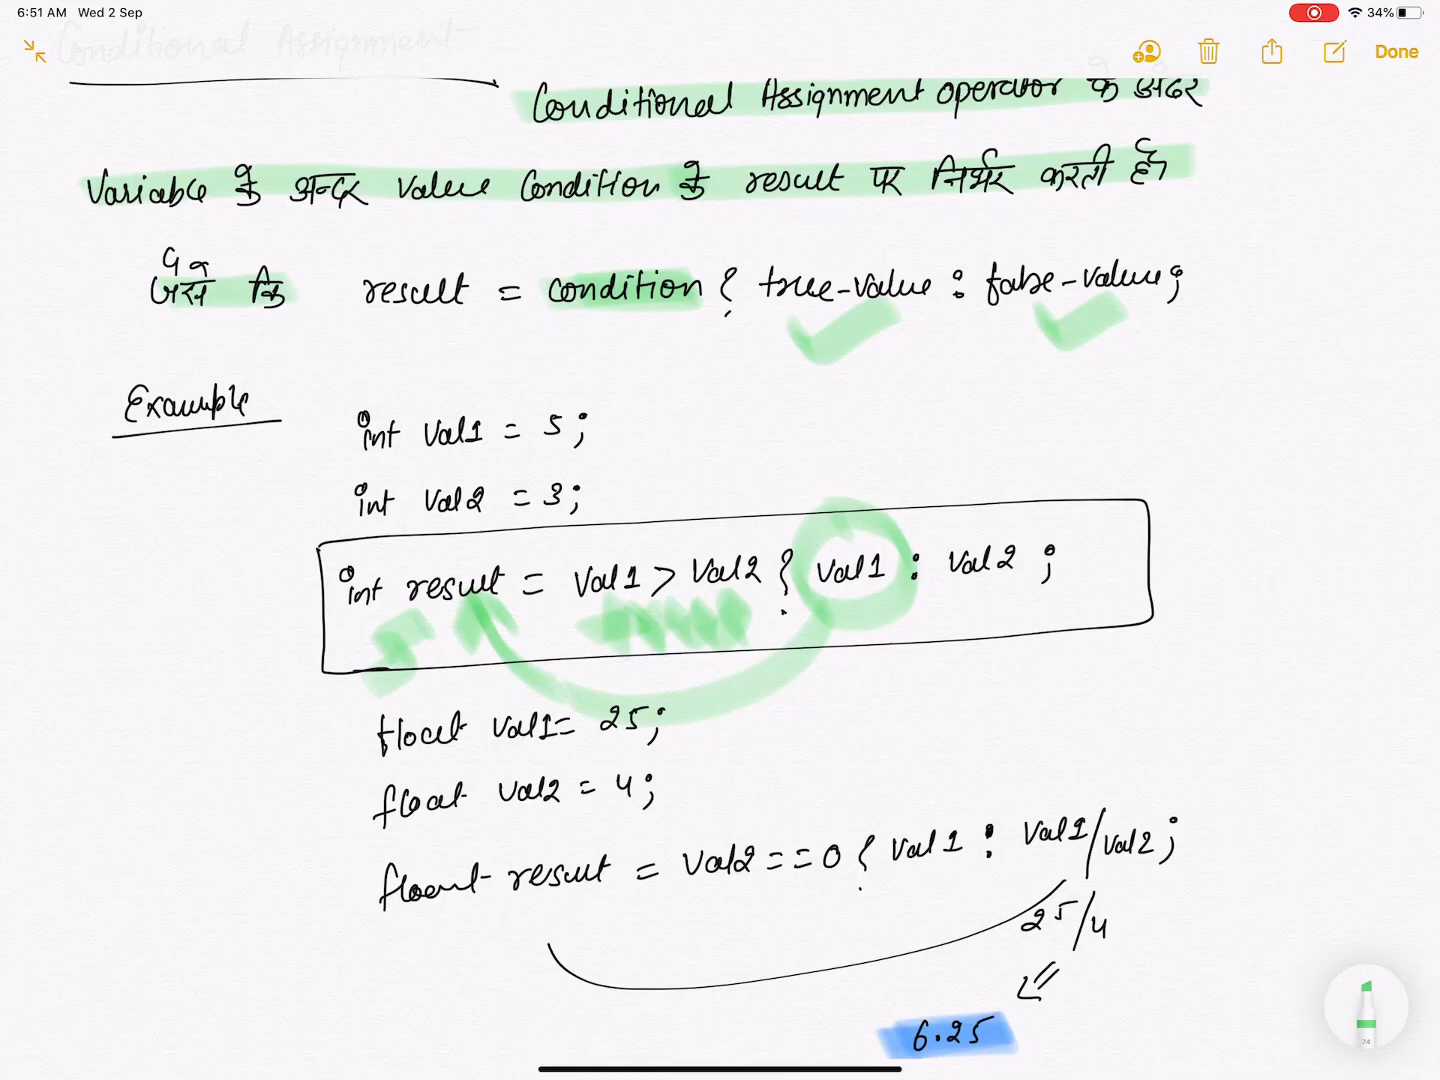 6:51 AM Wed 2 Sep
34%
Conditional Assignment
Done
Conditional Assignment operator के अंदर
Variable के अन्दर value Condition के result पर निर्भर करती है।
जैसे कि result = condition ? true-value : false-value;
Example
int val1 = 5;
int val2 = 3;
int result = val1 > val2 ? val1 : val2 ;
float val1= 25;
float val2 = 4;
float result = val2 == 0 ? val1 : val1/val2;
25/4
6.25
74